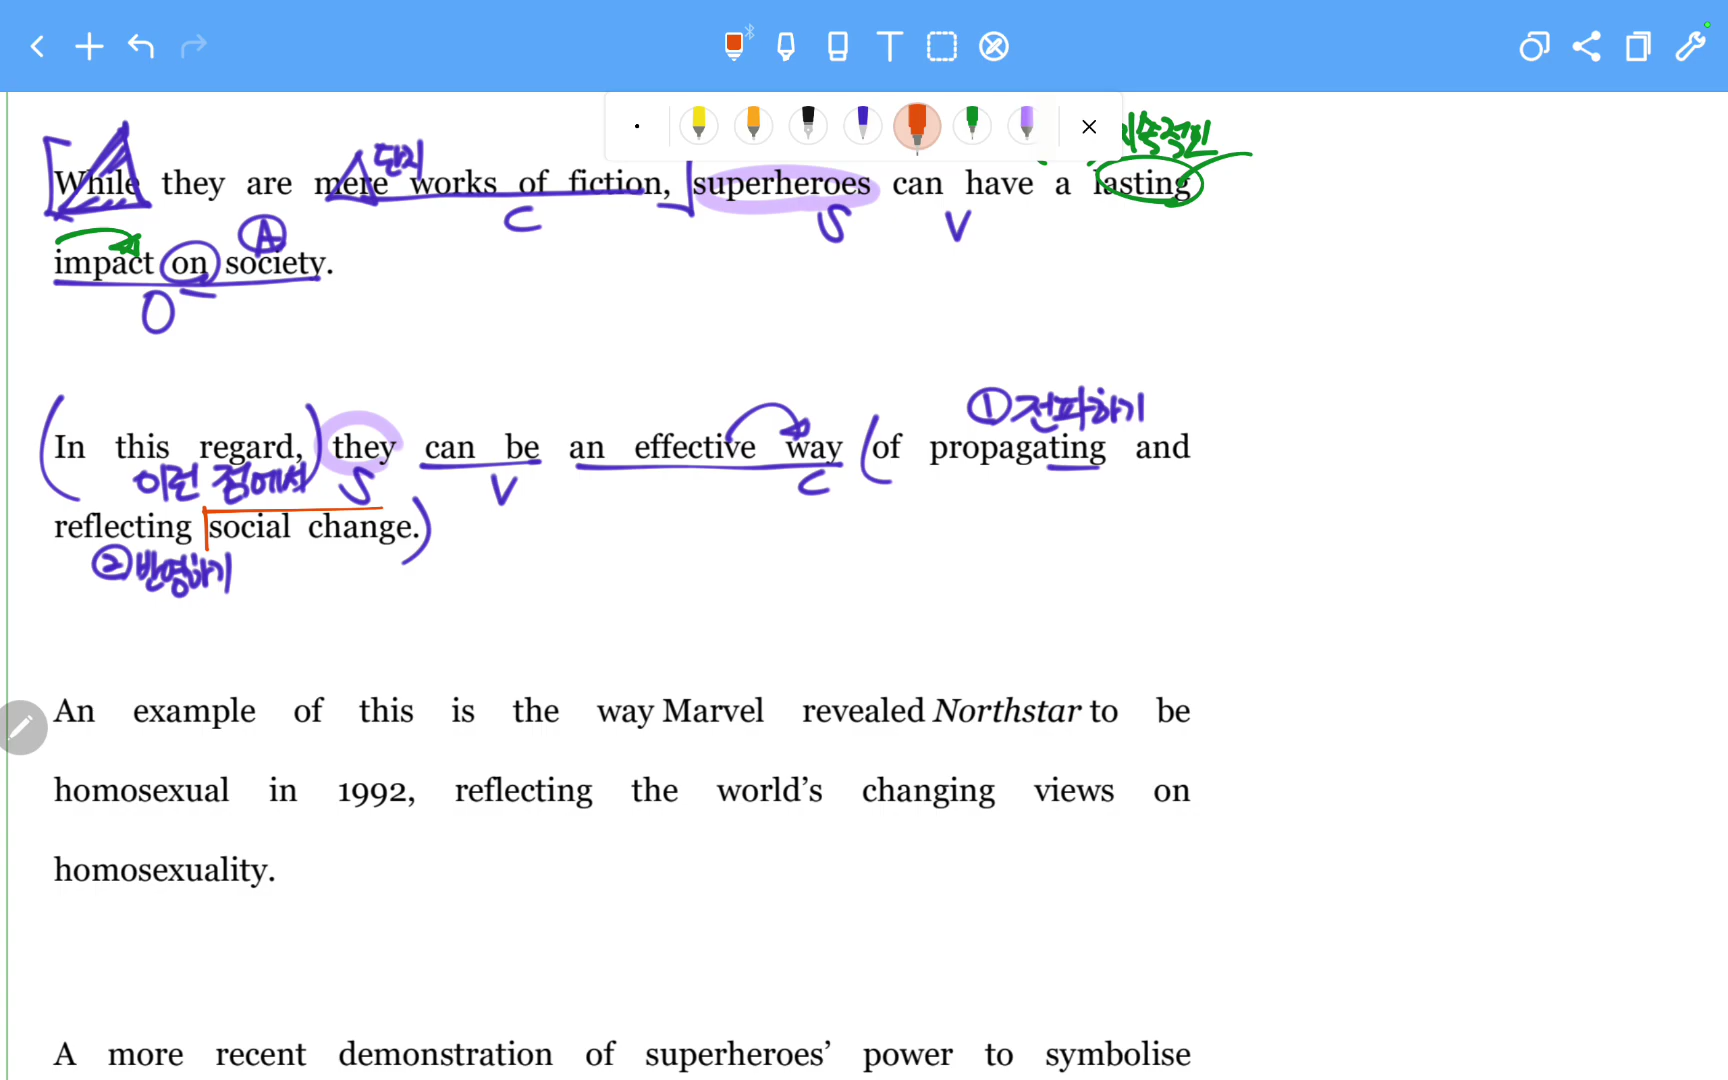 단지
While they are mere works of fiction, superheroes can have a lasting
C S V
A
impact on society.
O
① 전파하기
In this regard, they can be an effective way of propagating and
이런 점에서 S V C
reflecting social change.
② 반영하기
An example of this is the way Marvel revealed Northstar to be
homosexual in 1992, reflecting the world's changing views on
homosexuality.
A more recent demonstration of superheroes' power to symbolise